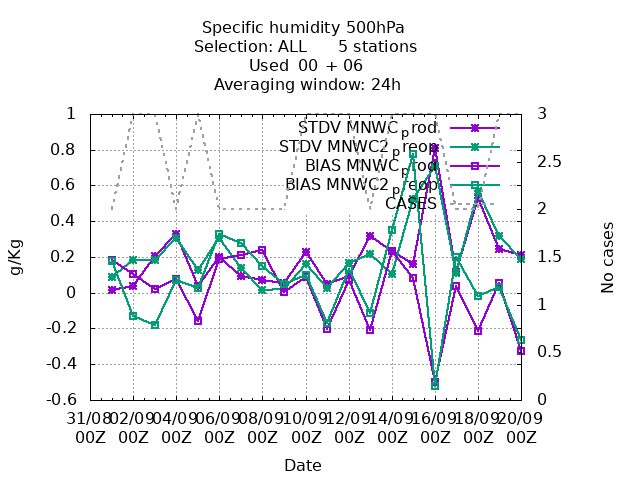 Specific humidity 500hPa
Selection: ALL 5 stations
Used 00 + 06
Averaging window: 24h
1
0.8
0.6
0.4
0.2
0
-0.2
-0.4
-0.6
g/Kg
3
2.5
2
1.5
1
0.5
0
No cases
STDV MNWC_prod
STDV MNWC2_preop
BIAS MNWC_prod
BIAS MNWC2_preop
CASES
31/08 02/09 04/09 06/09 08/09 10/09 12/09 14/09 16/09 18/09 20/09
00Z 00Z 00Z 00Z 00Z 00Z 00Z 00Z 00Z 00Z 00Z
Date